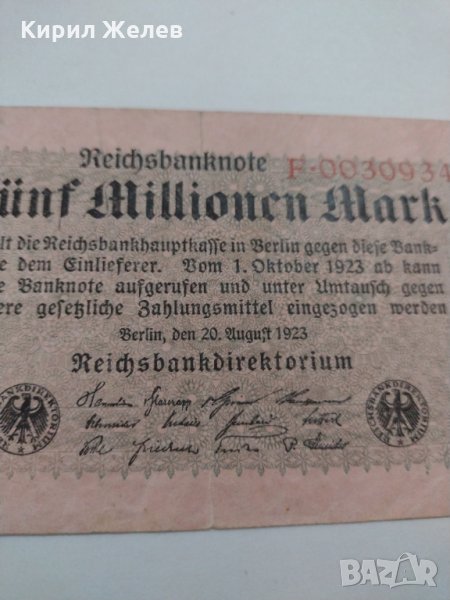 Кирил Желев
Reichsbanknote
F·0030934
ünf Millionen Mark
lt die Reichsbankhauptkasse in Berlin gegen diese Bank-
e dem Einlieferer. Vom 1. Oktober 1923 ab kann
e Banknote aufgerufen und unter Umtausch gegen
ere gesetzliche Zahlungsmittel eingezogen werden
Berlin, den 20. August 1923
Reichsbankdirektorium
REICHSBANKDIREKTORIUM
BAZAR